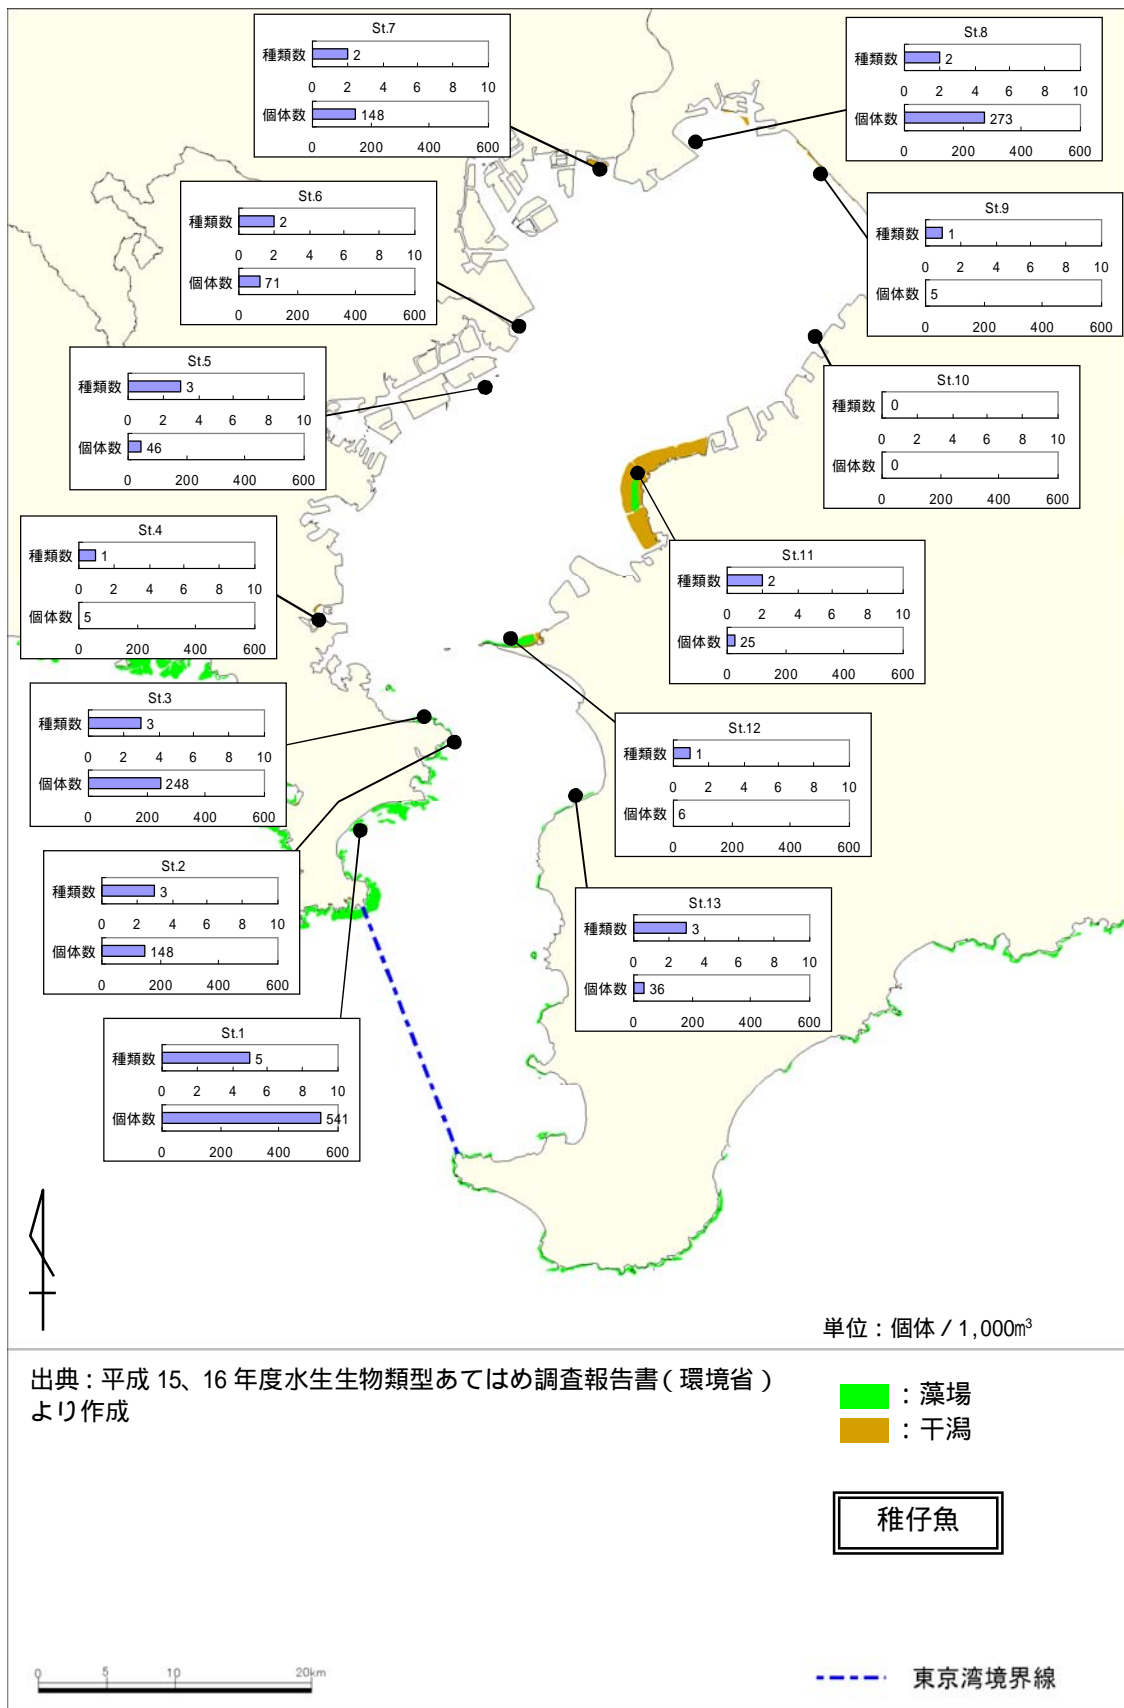 St.7
種類数 2
0 2 4 6 8 10
個体数 148
0 200 400 600
St.8
種類数 2
0 2 4 6 8 10
個体数 273
0 200 400 600
St.6
種類数 2
0 2 4 6 8 10
個体数 71
0 200 400 600
St.9
種類数 1
0 2 4 6 8 10
個体数 5
0 200 400 600
St.5
種類数 3
0 2 4 6 8 10
個体数 46
0 200 400 600
St.10
種類数 0
0 2 4 6 8 10
個体数 0
0 200 400 600
St.4
種類数 1
0 2 4 6 8 10
個体数 5
0 200 400 600
St.11
種類数 2
0 2 4 6 8 10
個体数 25
0 200 400 600
St.3
種類数 3
0 2 4 6 8 10
個体数 248
0 200 400 600
St.12
種類数 1
0 2 4 6 8 10
個体数 6
0 200 400 600
St.2
種類数 3
0 2 4 6 8 10
個体数 148
0 200 400 600
St.13
種類数 3
0 2 4 6 8 10
個体数 36
0 200 400 600
St.1
種類数 5
0 2 4 6 8 10
個体数 541
0 200 400 600
単位：個体／1,000m³
出典：平成 15、16 年度水生生物類型あてはめ調査報告書（環境省）
より作成
：藻場
：干潟
稚仔魚
0 5 10 20km
東京湾境界線